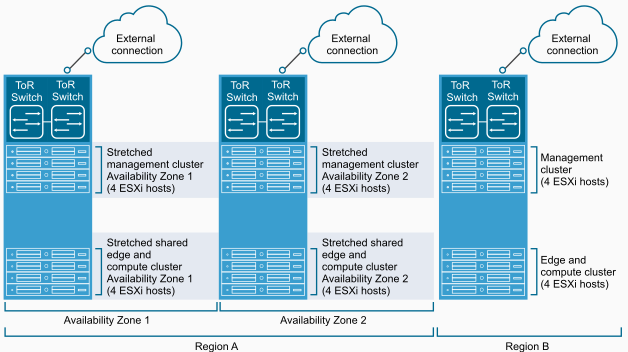 External
connection
External
connection
External
connection
ToR
Switch
ToR
Switch
ToR
Switch
ToR
Switch
ToR
Switch
ToR
Switch
Stretched
management cluster
Availability Zone 1
(4 ESXi hosts)
Stretched
management cluster
Availability Zone 2
(4 ESXi hosts)
Management
cluster
(4 ESXi hosts)
Stretched shared
edge and
compute cluster
Availability Zone 1
(4 ESXi hosts)
Stretched shared
edge and
compute cluster
Availability Zone 2
(4 ESXi hosts)
Edge and
compute cluster
(4 ESXi hosts)
Availability Zone 1
Availability Zone 2
Region A
Region B